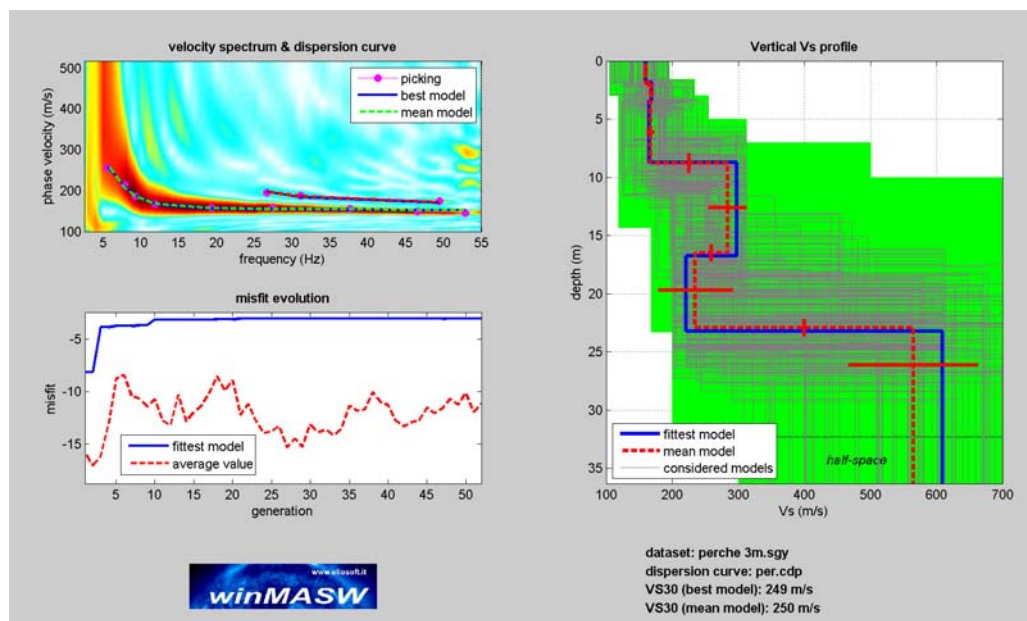 velocity spectrum & dispersion curve
500
400
300
200
100
phase velocity (m/s)
picking
best model
mean model
5 10 15 20 25 30 35 40 45 50 55
frequency (Hz)
misfit evolution
-5
-10
-15
misfit
fittest model
average value
5 10 15 20 25 30 35 40 45 50
generation
www.eliosoft.it
winMASW
Vertical Vs profile
0
5
10
15
20
25
30
35
depth (m)
fittest model
mean model
considered models
half-space
100 200 300 400 500 600 700
Vs (m/s)
dataset: perche 3m.sgy
dispersion curve: per.cdp
VS30 (best model): 249 m/s
VS30 (mean model): 250 m/s